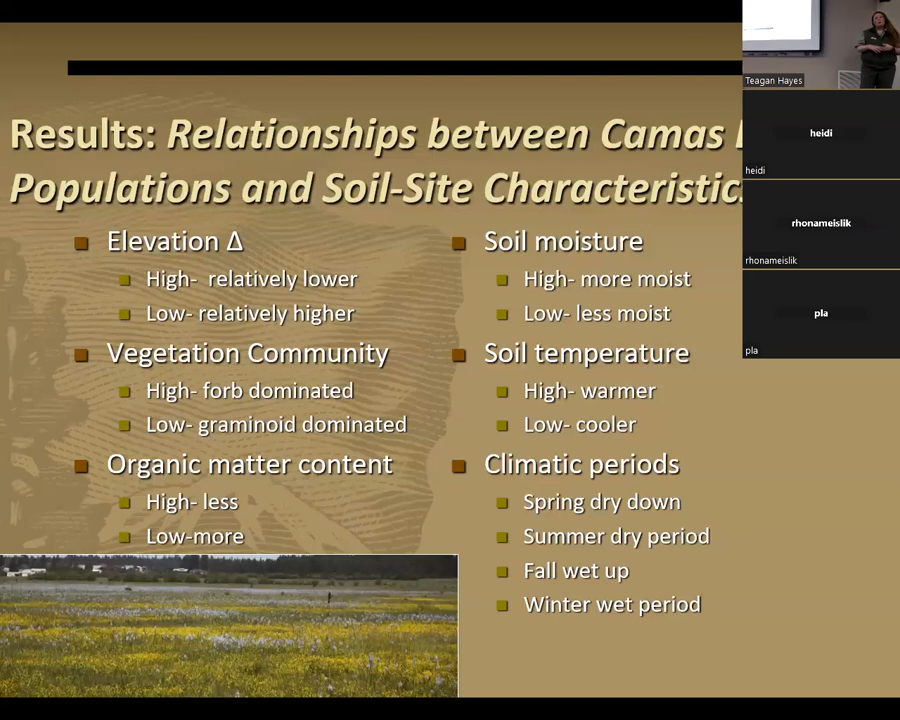 Results: Relationships between Camas
Populations and Soil-Site Characteristics
Elevation Δ
High- relatively lower
Low- relatively higher
Vegetation Community
High- forb dominated
Low- graminoid dominated
Organic matter content
High- less
Low-more
Soil moisture
High- more moist
Low- less moist
Soil temperature
High- warmer
Low- cooler
Climatic periods
Spring dry down
Summer dry period
Fall wet up
Winter wet period
Teagan Hayes
heidi
heidi
rhonameislik
rhonameislik
pla
pla